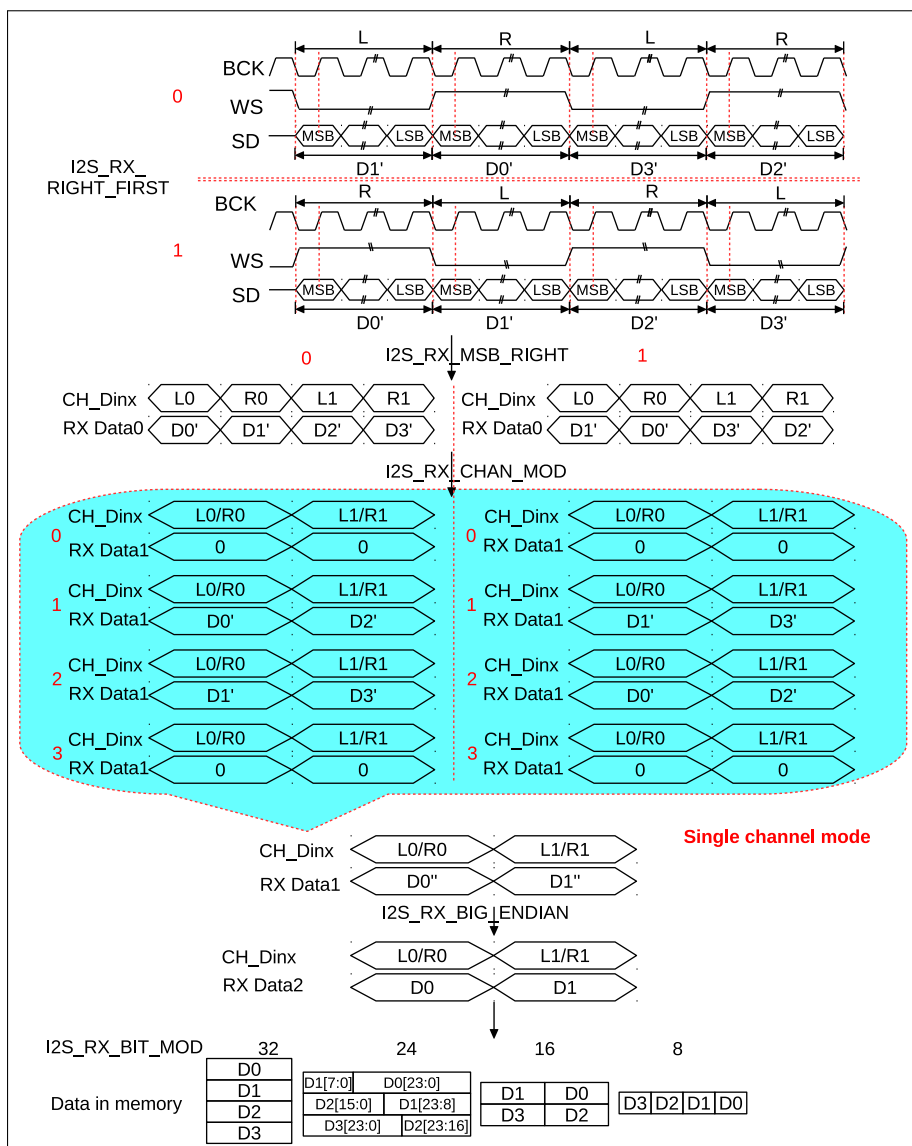 L R L R
BCK
0
WS
SD MSB LSB MSB LSB MSB LSB MSB LSB
D1' D0' D3' D2'
I2S_RX_
RIGHT_FIRST
R L R L
BCK
1
WS
SD MSB LSB MSB LSB MSB LSB MSB LSB
D0' D1' D2' D3'
0 I2S_RX_MSB_RIGHT 1
CH_Dinx L0 R0 L1 R1 CH_Dinx L0 R0 L1 R1
RX Data0 D0' D1' D2' D3' RX Data0 D1' D0' D3' D2'
I2S_RX_CHAN_MOD
CH_Dinx L0/R0 L1/R1 CH_Dinx L0/R0 L1/R1
0 0
RX Data1 0 0 RX Data1 0 0
CH_Dinx L0/R0 L1/R1 CH_Dinx L0/R0 L1/R1
1 1
RX Data1 D0' D2' RX Data1 D1' D3'
CH_Dinx L0/R0 L1/R1 CH_Dinx L0/R0 L1/R1
2 2
RX Data1 D1' D3' RX Data1 D0' D2'
CH_Dinx L0/R0 L1/R1 CH_Dinx L0/R0 L1/R1
3 3
RX Data1 0 0 RX Data1 0 0
Single channel mode
CH_Dinx L0/R0 L1/R1
RX Data1 D0'' D1''
I2S_RX_BIG_ENDIAN
CH_Dinx L0/R0 L1/R1
RX Data2 D0 D1
I2S_RX_BIT_MOD 32 24 16 8
Data in memory
D0
D1
D2
D3
D1[7:0] D0[23:0]
D2[15:0] D1[23:8]
D3[23:0] D2[23:16]
D1 D0
D3 D2
D3 D2 D1 D0